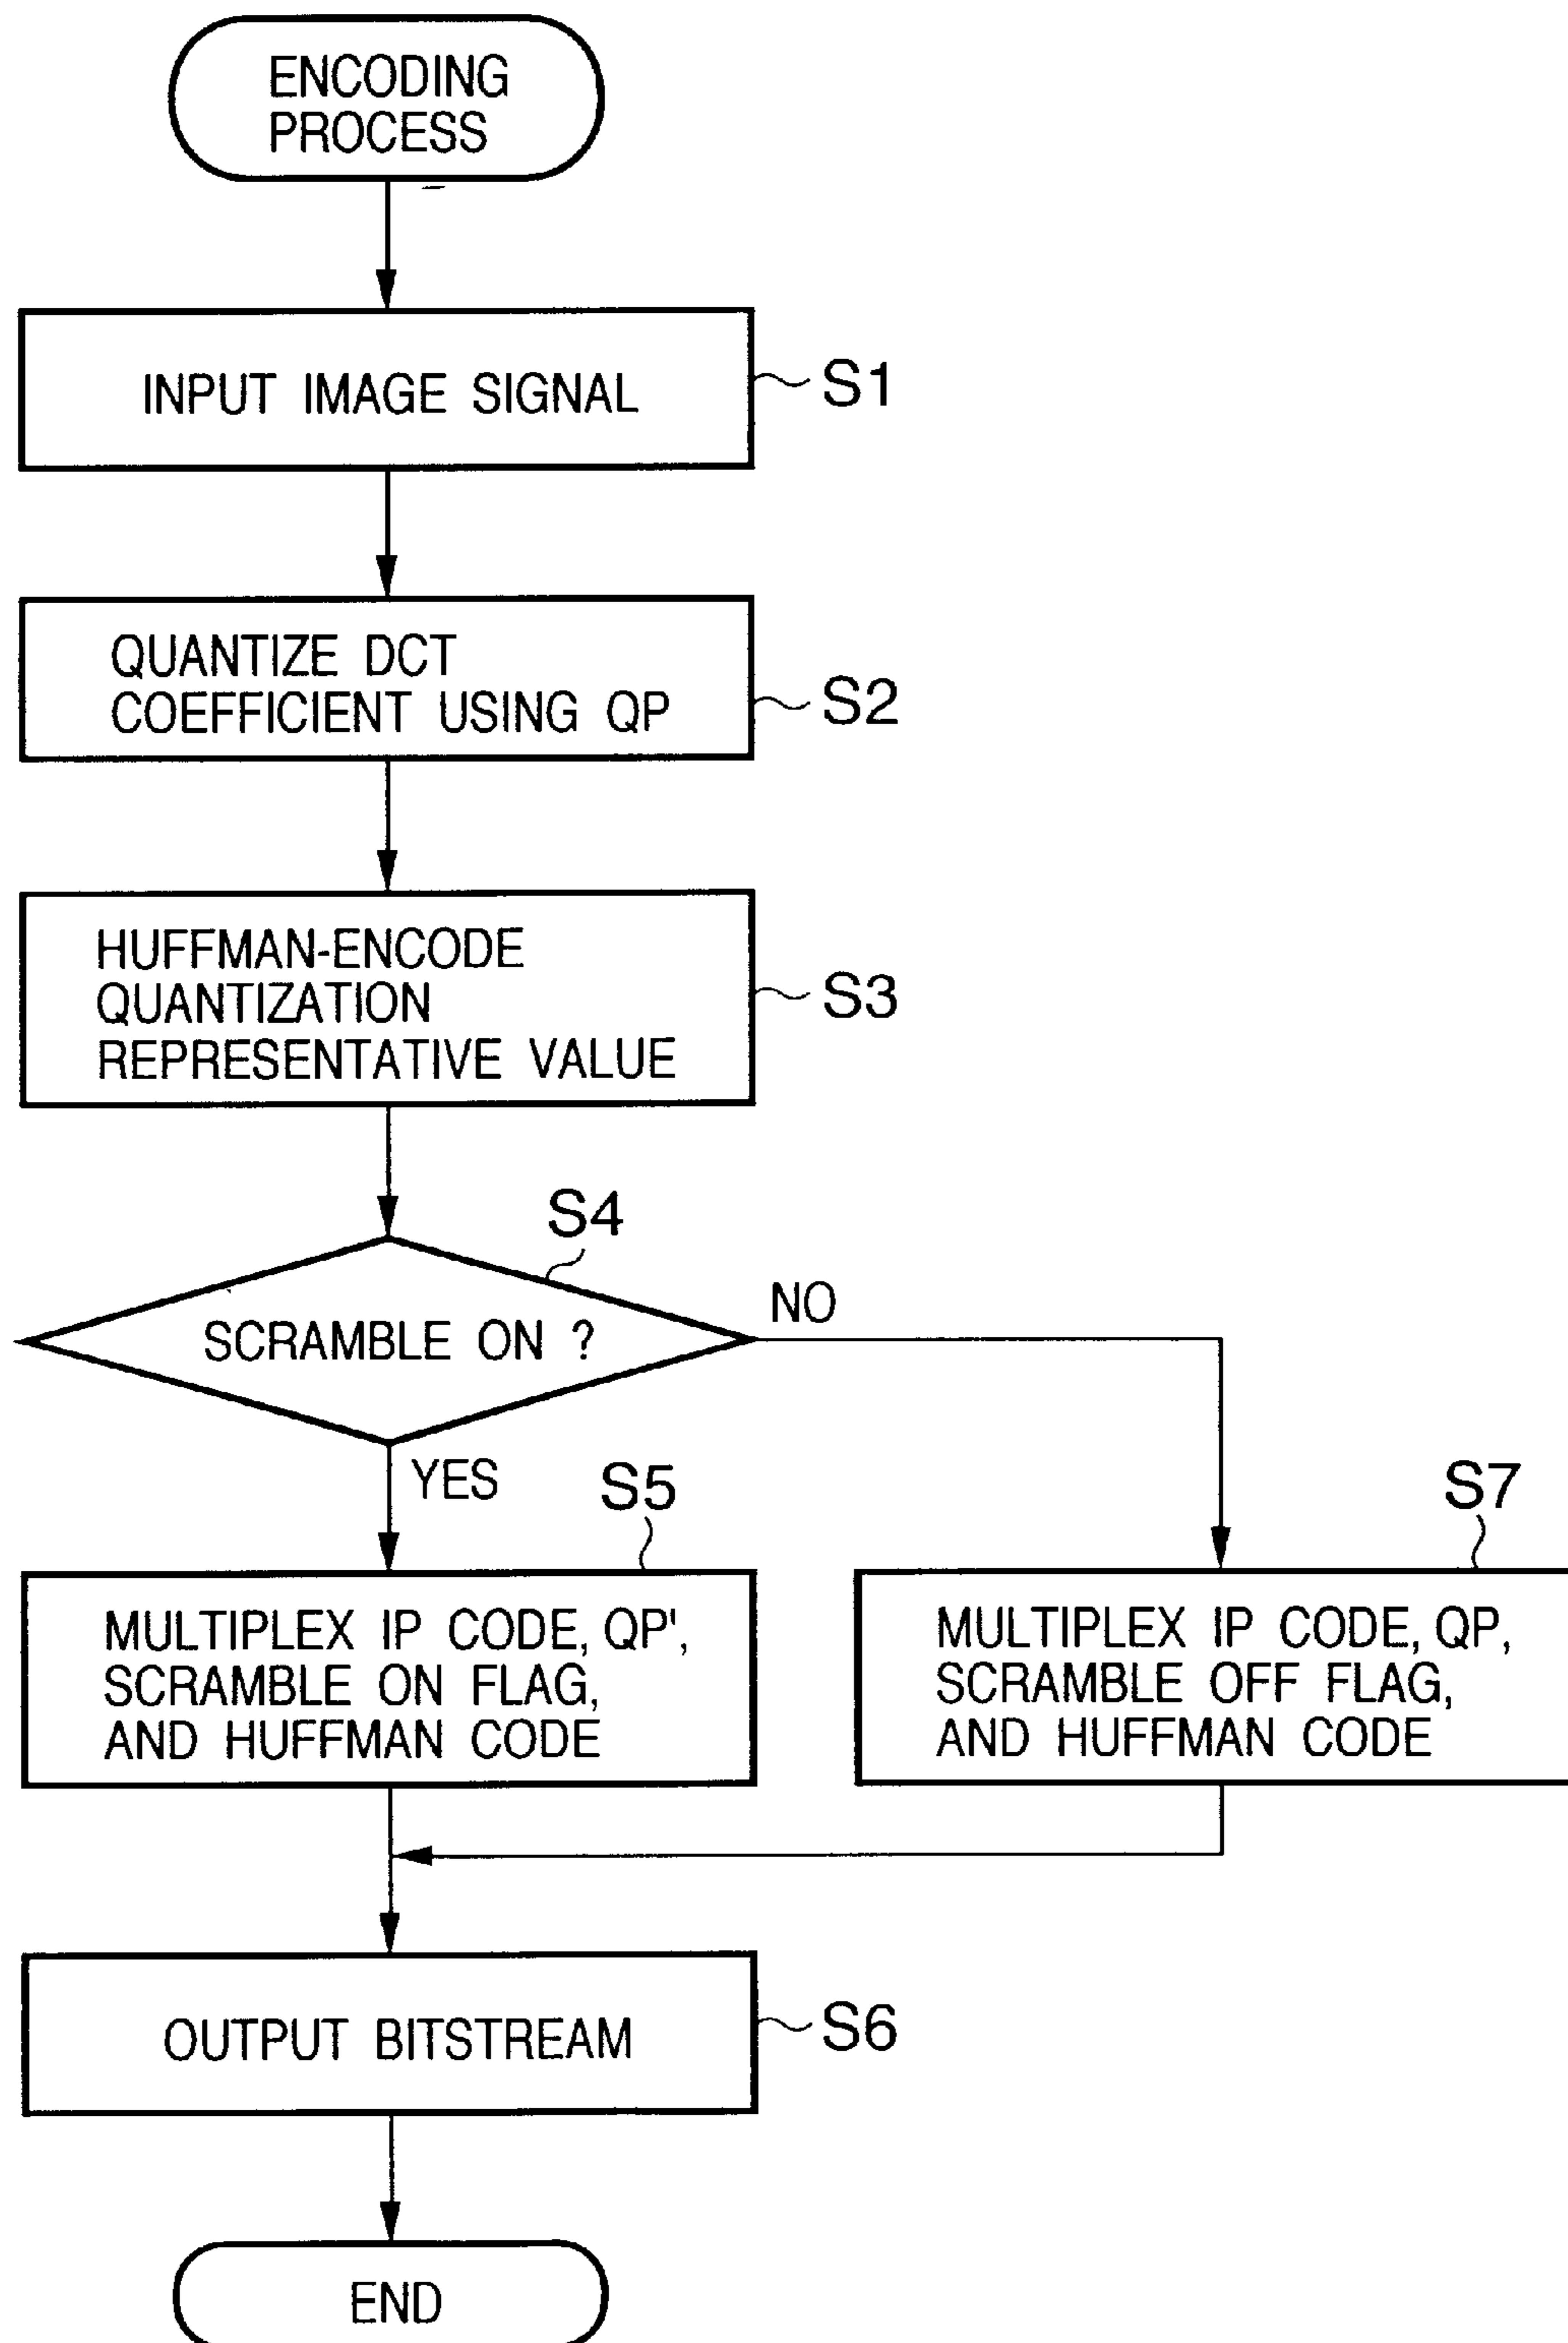 ENCODING
PROCESS
INPUT IMAGE SIGNAL
S1
QUANTIZE DCT
COEFFICIENT USING QP
S2
HUFFMAN-ENCODE
QUANTIZATION
REPRESENTATIVE VALUE
S3
S4
SCRAMBLE ON ?
NO
YES
S5
MULTIPLEX IP CODE, QP',
SCRAMBLE ON FLAG,
AND HUFFMAN CODE
S7
MULTIPLEX IP CODE, QP,
SCRAMBLE OFF FLAG,
AND HUFFMAN CODE
OUTPUT BITSTREAM
S6
END